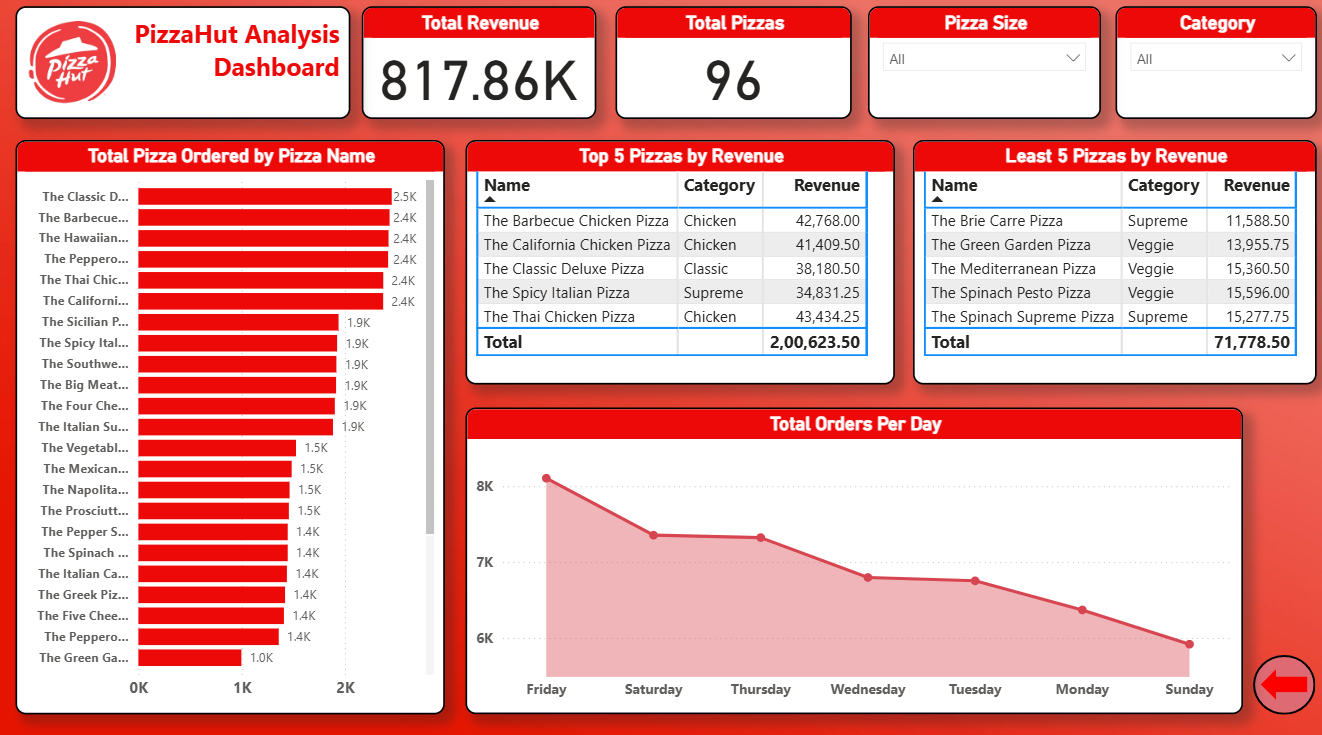 Pizza
Hut
PizzaHut Analysis
Dashboard
Total Revenue
817.86K
Total Pizzas
96
Pizza Size
All
Category
All
Total Pizza Ordered by Pizza Name
The Classic D... 2.5K
The Barbecue... 2.4K
The Hawaiian... 2.4K
The Peppero... 2.4K
The Thai Chic... 2.4K
The Californi... 2.4K
The Sicilian P... 1.9K
The Spicy Ital... 1.9K
The Southwe... 1.9K
The Big Meat... 1.9K
The Four Che... 1.9K
The Italian Su... 1.9K
The Vegetabl... 1.5K
The Mexican... 1.5K
The Napolita... 1.5K
The Prosciutt... 1.5K
The Pepper S... 1.4K
The Spinach ... 1.4K
The Italian Ca... 1.4K
The Greek Piz... 1.4K
The Five Chee... 1.4K
The Peppero... 1.4K
The Green Ga... 1.0K
0K 1K 2K
Top 5 Pizzas by Revenue
Name Category Revenue
The Barbecue Chicken Pizza Chicken 42,768.00
The California Chicken Pizza Chicken 41,409.50
The Classic Deluxe Pizza Classic 38,180.50
The Spicy Italian Pizza Supreme 34,831.25
The Thai Chicken Pizza Chicken 43,434.25
Total 2,00,623.50
Least 5 Pizzas by Revenue
Name Category Revenue
The Brie Carre Pizza Supreme 11,588.50
The Green Garden Pizza Veggie 13,955.75
The Mediterranean Pizza Veggie 15,360.50
The Spinach Pesto Pizza Veggie 15,596.00
The Spinach Supreme Pizza Supreme 15,277.75
Total 71,778.50
Total Orders Per Day
8K
7K
6K
Friday Saturday Thursday Wednesday Tuesday Monday Sunday